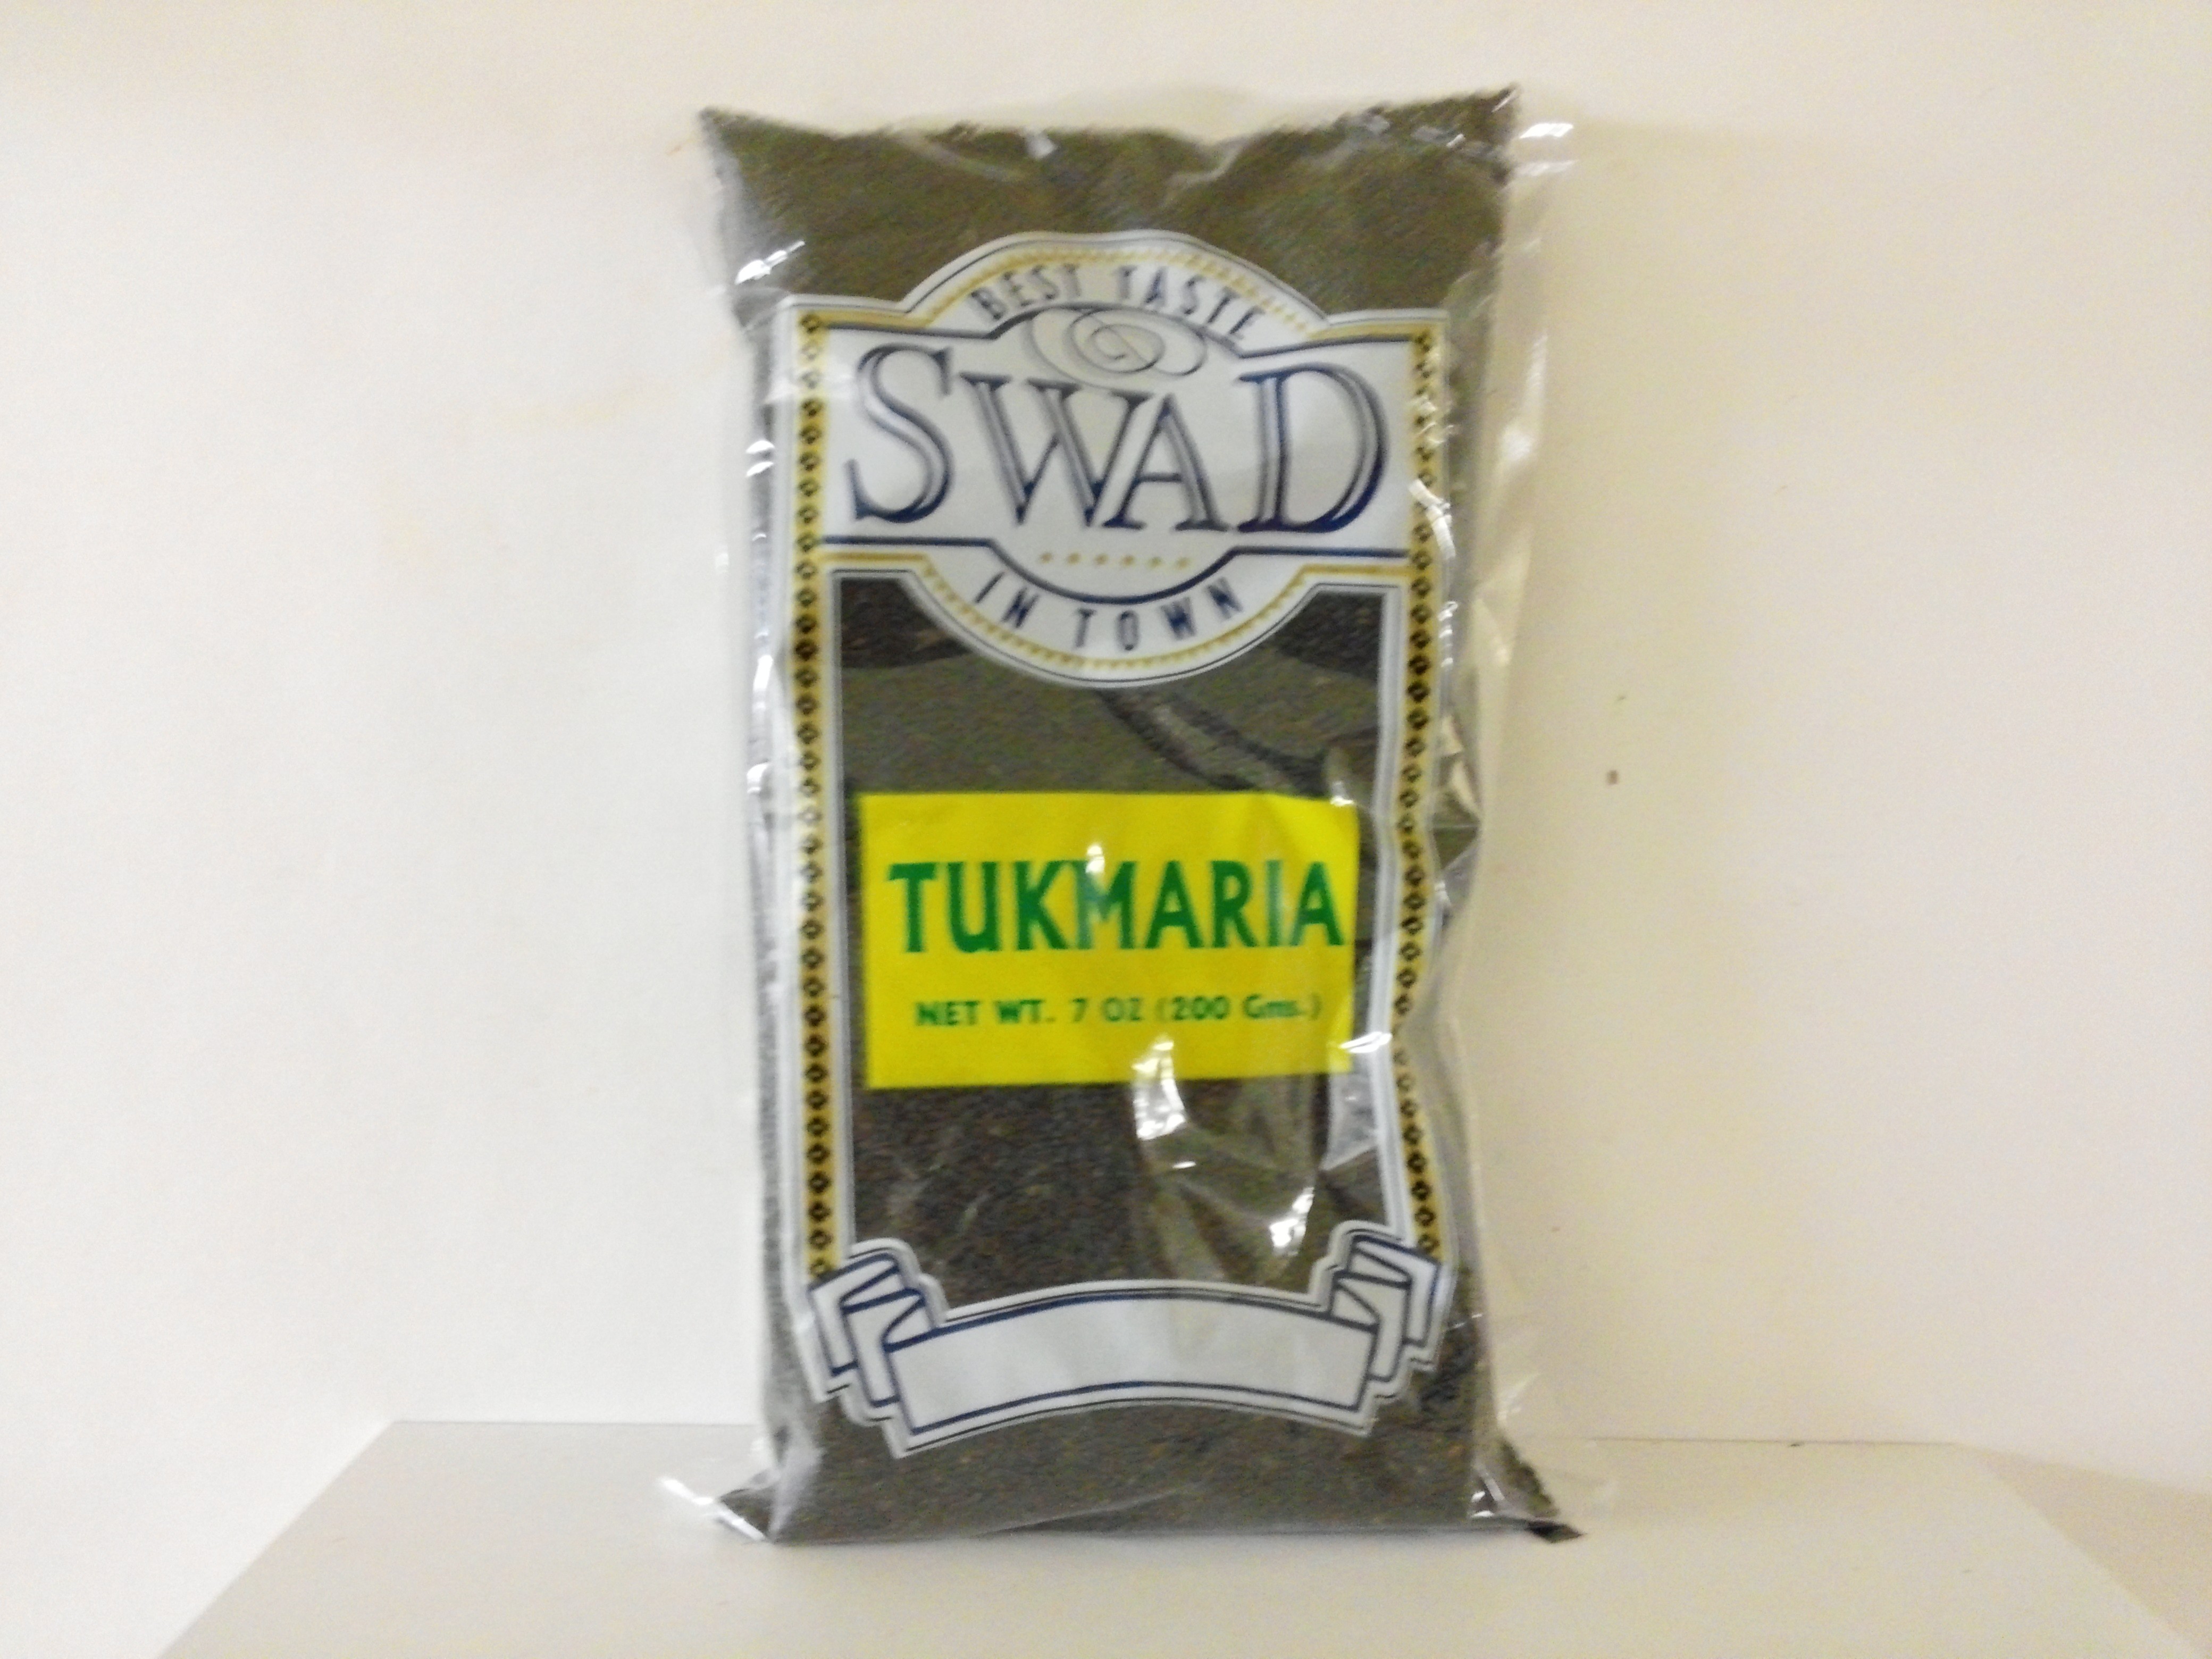 BEST TASTE
SWAD
IN TOWN
TUKMARIA
NET WT. 7 OZ (200 Gms.)